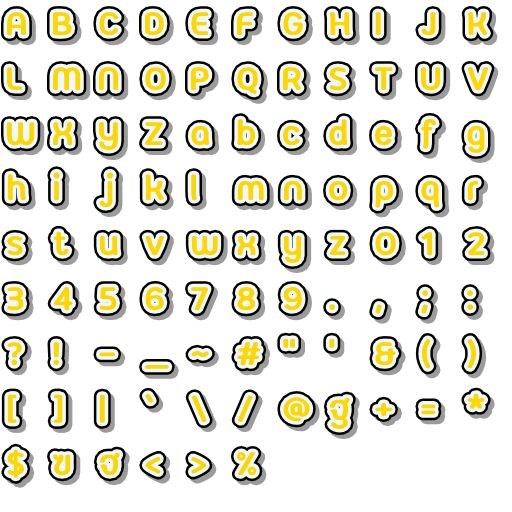 A B C D E F G H I J K
L M N O P Q R S T U V
W X Y Z a b c d e f g
h i j k l m n o p q r
s t u v w x y z 0 1 2
3 4 5 6 7 8 9 . , ; :
? ! - _ ~ # " ' & ( )
[ ] | ` \ / @ + = *
$ < > %